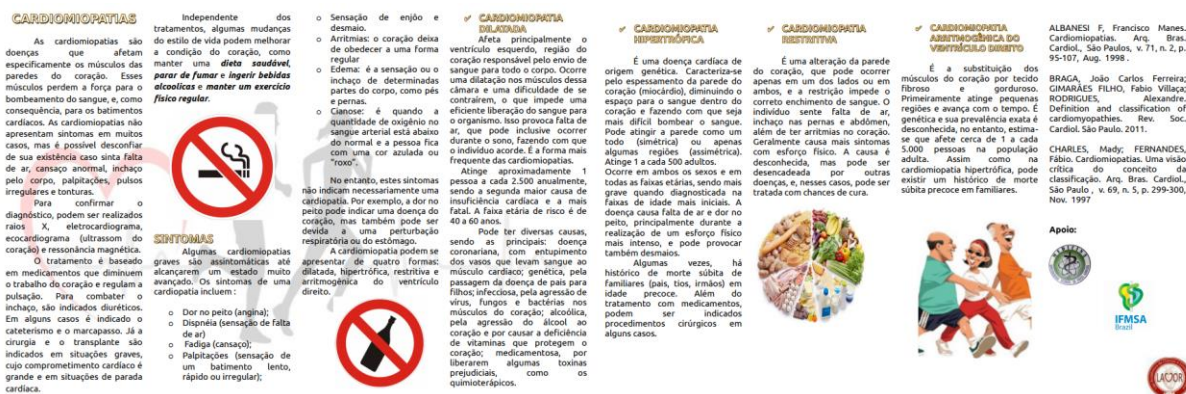 CARDIOMIOPATIAS
As cardiomiopatias são
doenças que afetam
especificamente os músculos das
paredes do coração. Esses
músculos perdem a força para o
bombeamento do sangue, e, como
consequência, para os batimentos
cardíacos. As cardiomiopatias não
apresentam sintomas em muitos
casos, mas é possível desconfiar
de sua existência caso sinta falta
de ar, cansaço anormal, inchaço
pelo corpo, palpitações, pulsos
irregulares e tonturas.
Para confirmar o
diagnóstico, podem ser realizados
raios X, eletrocardiograma,
ecocardiograma (ultrassom do
coração) e ressonância magnética.
O tratamento é baseado
em medicamentos que diminuem
o trabalho do coração e regulam a
pulsação. Para combater o
inchaço, são indicados diuréticos.
Em alguns casos é indicado o
cateterismo e o marcapasso. Já a
cirurgia e o transplante são
indicados em situações graves,
cujo comprometimento cardíaco é
grande e em situações de parada
cardíaca.
Independente dos
tratamentos, algumas mudanças
do estilo de vida podem melhorar
a condição do coração, como
manter uma dieta saudável,
parar de fumar e ingerir bebidas
alcoolicas e manter um exercício
físico regular.
SINTOMAS
Algumas cardiomiopatias
graves são assintomáticas até
alcançarem um estado muito
avançado. Os sintomas de uma
cardiopatia incluem :
o Dor no peito (angina);
o Dispnéia (sensação de falta
de ar)
o Fadiga (cansaço);
o Palpitações (sensação de
um batimento lento,
rápido ou irregular);
o Sensação de enjôo e
desmaio.
o Arritmias: o coração deixa
de obedecer a uma forma
regular
o Edema: é a sensação ou o
inchaço de determinadas
partes do corpo, como pés
e pernas.
o Cianose: é quando a
quantidade de oxigênio no
sangue arterial está abaixo
do normal e a pessoa fica
com uma cor azulada ou
"roxo".
No entanto, estes sintomas
não indicam necessariamente uma
cardiopatia. Por exemplo, a dor no
peito pode indicar uma doença do
coração, mas também pode ser
devida a uma perturbação
respiratória ou do estômago.
A cardiomiopatia podem se
apresentar de quatro formas:
dilatada, hipertrófica, restritiva e
arritmogênica do ventrículo
direito.
✓ CARDIOMIOPATIA
DILATADA
Afeta principalmente o
ventrículo esquerdo, região do
coração responsável pelo envio de
sangue para todo o corpo. Ocorre
uma dilatação nos músculos dessa
câmara e uma dificuldade de se
contraírem, o que impede uma
eficiente liberação do sangue para
o organismo. Isso provoca falta de
ar, que pode inclusive ocorrer
durante o sono, fazendo com que
o indivíduo acorde. É a forma mais
frequente das cardiomiopatias.
Atinge aproximadamente 1
pessoa a cada 2.500 anualmente,
sendo a segunda maior causa de
insuficiência cardíaca e a mais
fatal. A faixa etária de risco é de
40 a 60 anos.
Pode ter diversas causas,
sendo as principais: doença
coronariana, com entupimento
dos vasos que levam sangue ao
músculo cardíaco; genética, pela
passagem da doença de pais para
filhos; infecciosa, pela agressão de
vírus, fungos e bactérias nos
músculos do coração; alcoólica,
pela agressão do álcool ao
coração e por causar a deficiência
de vitaminas que protegem o
coração; medicamentosa, por
liberarem algumas toxinas
prejudiciais, como os
quimioterápicos.
✓ CARDIOMIOPATIA
HIPERTRÓFICA
É uma doença cardíaca de
origem genética. Caracteriza-se
pelo espessamento da parede do
coração (miocárdio), diminuindo o
espaço para o sangue dentro do
coração e fazendo com que seja
mais difícil bombear o sangue.
Pode atingir a parede como um
todo (simétrica) ou apenas
algumas regiões (assimétrica).
Atinge 1 a cada 500 adultos.
Ocorre em ambos os sexos e em
todas as faixas etárias, sendo mais
grave quando diagnosticada na
faixas de idade mais iniciais. A
doença causa falta de ar e dor no
peito, principalmente durante a
realização de um esforço físico
mais intenso, e pode provocar
também desmaios.
Algumas vezes, há
histórico de morte súbita de
familiares (pais, tios, irmãos) em
idade precoce. Além do
tratamento com medicamentos,
podem ser indicados
procedimentos cirúrgicos em
alguns casos.
✓ CARDIOMIOPATIA
RESTRITIVA
É uma alteração da parede
do coração, que pode ocorrer
apenas em um dos lados ou em
ambos, e a restrição impede o
correto enchimento de sangue. O
indivíduo sente falta de ar,
inchaço nas pernas e abdômen,
além de ter arritmias no coração.
Geralmente causa mais sintomas
com esforço físico. A causa é
desconhecida, mas pode ser
desencadeada por outras
doenças, e, nesses casos, pode ser
tratada com chances de cura.
✓ CARDIOMIOPATIA
ARRITMOGÊNICA DO
VENTRÍCULO DIREITO
É a substituição dos
músculos do coração por tecido
fibroso e gorduroso.
Primeiramente atinge pequenas
regiões e avança com o tempo. É
genética e sua prevalência exata é
desconhecida, no entanto, estima-
se que afete cerca de 1 a cada
5.000 pessoas na população
adulta. Assim como na
cardiomiopatia hipertrófica, pode
existir um histórico de morte
súbita precoce em familiares.
ALBANESI F, Francisco Manes.
Cardiomiopatias. Arq. Bras.
Cardiol., São Paulos, v. 71, n. 2, p.
95-107, Aug. 1998 .
BRAGA, João Carlos Ferreira;
GIMARÃES FILHO, Fabio Villaça;
RODRIGUES, Alexandre.
Definition and classification of
cardiomyopathies. Rev. Soc.
Cardiol. São Paulo. 2011.
CHARLES, Mady; FERNANDES,
Fábio. Cardiomiopatias. Uma visão
crítica do conceito da
classificação. Arq. Bras. Cardiol.,
São Paulo , v. 69, n. 5, p. 299-300,
Nov. 1997
Apoio:
IFMSA
Brazil